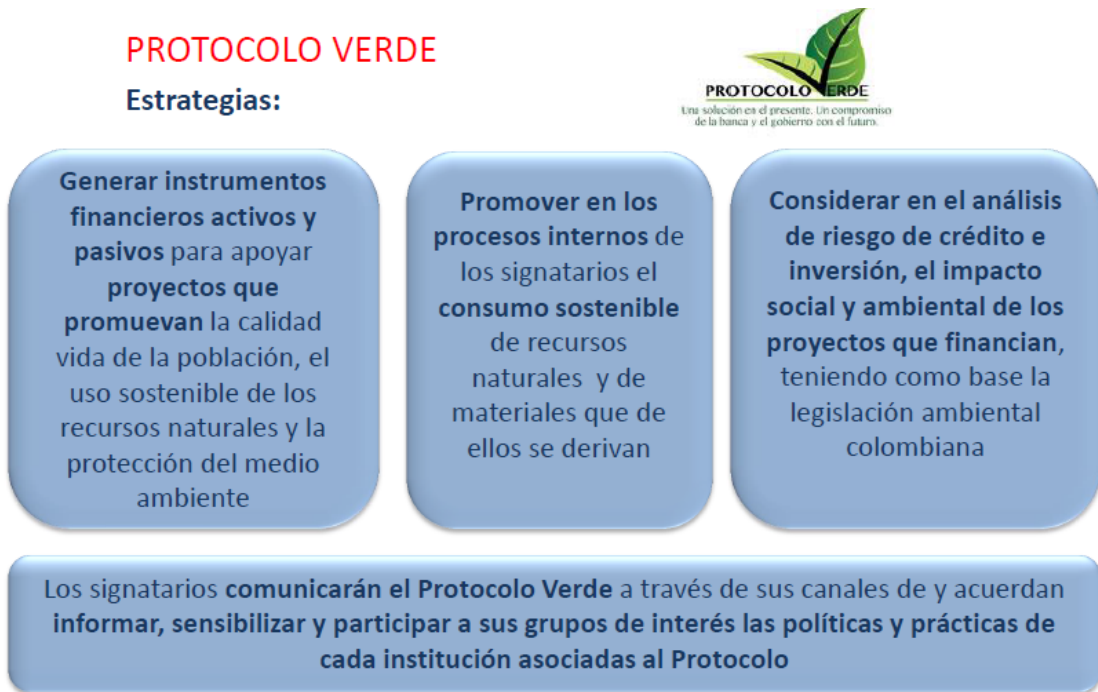 PROTOCOLO VERDE
Estrategias:
PROTOCOLO VERDE
Una solución en el presente. Un compromiso
de la banca y el gobierno con el futuro.
Generar instrumentos
financieros activos y
pasivos para apoyar
proyectos que
promuevan la calidad
vida de la población, el
uso sostenible de los
recursos naturales y la
protección del medio
ambiente
Promover en los
procesos internos de
los signatarios el
consumo sostenible
de recursos
naturales y de
materiales que de
ellos se derivan
Considerar en el análisis
de riesgo de crédito e
inversión, el impacto
social y ambiental de los
proyectos que financian,
teniendo como base la
legislación ambiental
colombiana
Los signatarios comunicarán el Protocolo Verde a través de sus canales de y acuerdan
informar, sensibilizar y participar a sus grupos de interés las políticas y prácticas de
cada institución asociadas al Protocolo